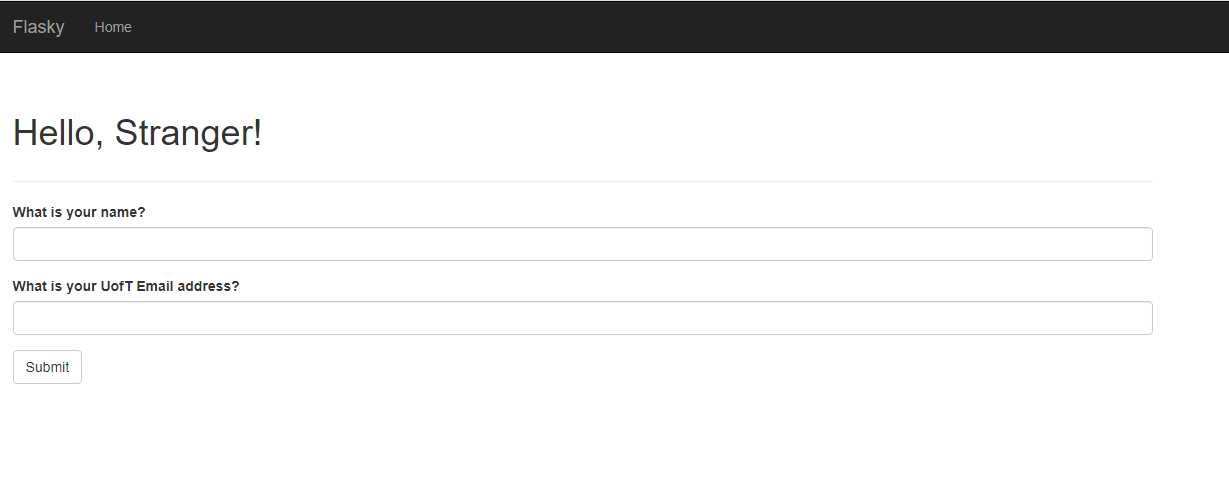 Flasky Home
Hello, Stranger!
What is your name?
What is your UofT Email address?
Submit